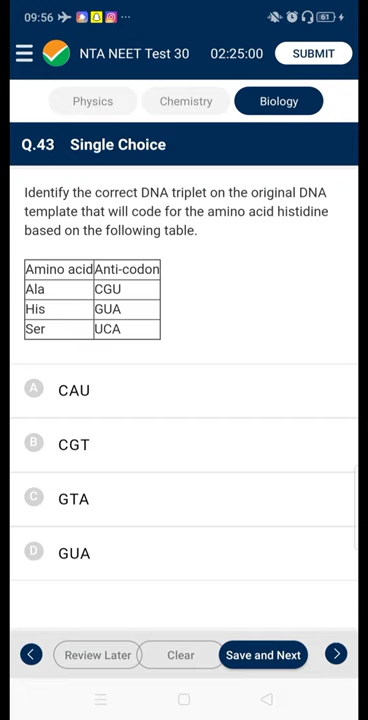 09:56 ...
61
NTA NEET Test 30 02:25:00 SUBMIT
Physics Chemistry Biology
Q.43 Single Choice
Identify the correct DNA triplet on the original DNA
template that will code for the amino acid histidine
based on the following table.
Amino acid Anti-codon
Ala CGU
His GUA
Ser UCA
A CAU
B CGT
C GTA
D GUA
< Review Later Clear Save and Next >